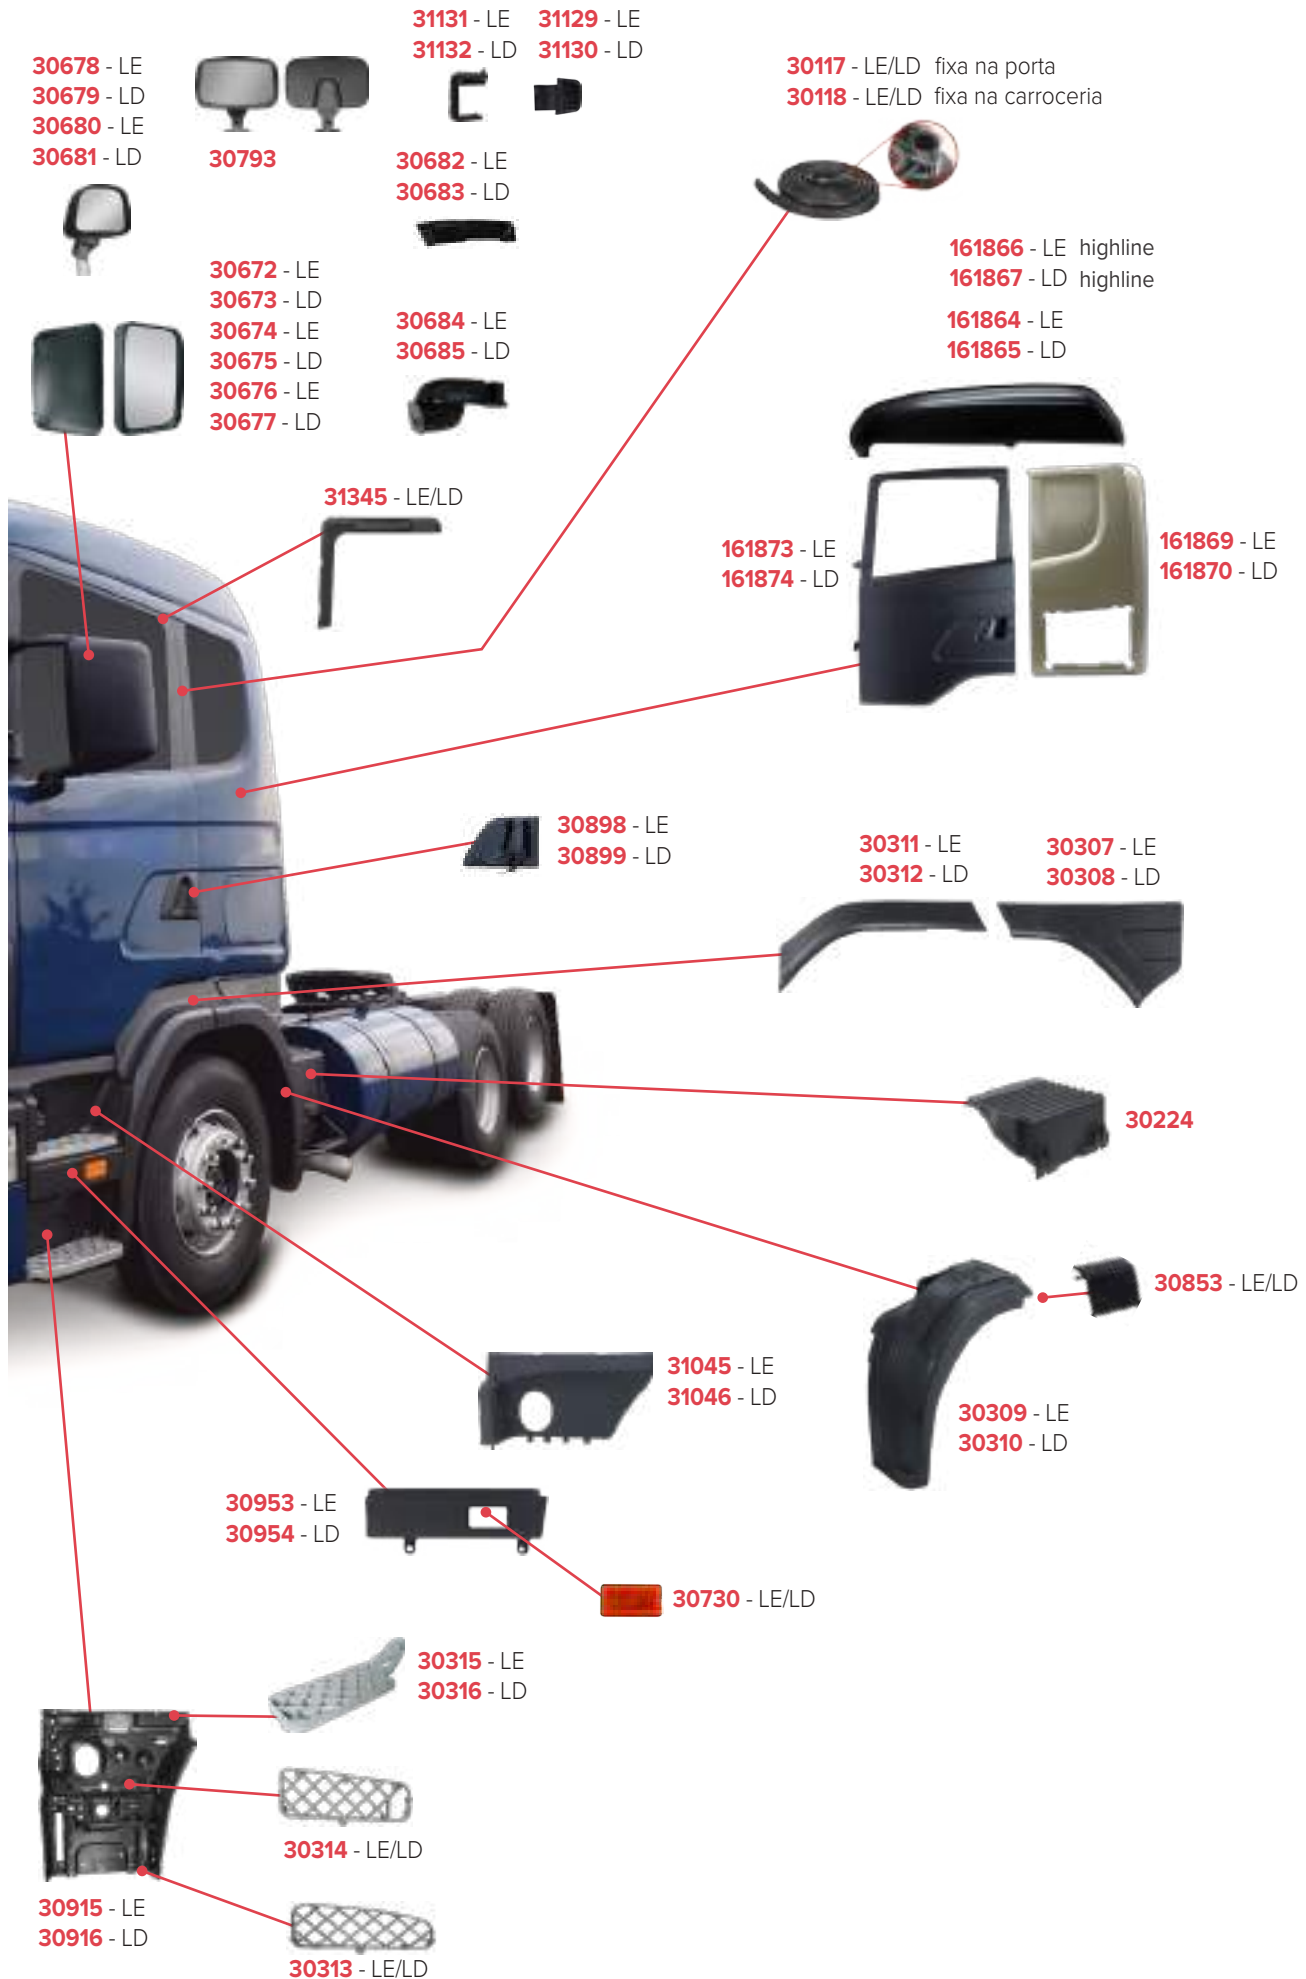 31131 - LE
31132 - LD
31129 - LE
31130 - LD
30678 - LE
30679 - LD
30680 - LE
30681 - LD
30793
30117 - LE/LD fixa na porta
30118 - LE/LD fixa na carroceria
30682 - LE
30683 - LD
161866 - LE highline
161867 - LD highline
161864 - LE
161865 - LD
30672 - LE
30673 - LD
30674 - LE
30675 - LD
30676 - LE
30677 - LD
30684 - LE
30685 - LD
31345 - LE/LD
161873 - LE
161874 - LD
161869 - LE
161870 - LD
30898 - LE
30899 - LD
30311 - LE
30312 - LD
30307 - LE
30308 - LD
30224
30853 - LE/LD
31045 - LE
31046 - LD
30309 - LE
30310 - LD
30953 - LE
30954 - LD
30730 - LE/LD
30315 - LE
30316 - LD
30314 - LE/LD
30915 - LE
30916 - LD
30313 - LE/LD